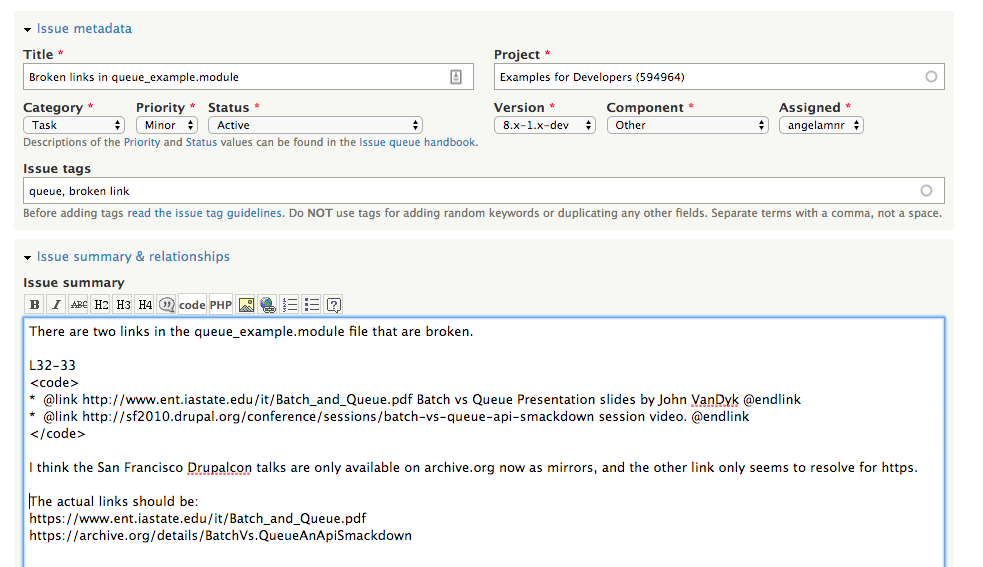 Issue metadata
Title *
Project *
Broken links in queue_example.module
Examples for Developers (594964)
Category * Priority * Status *
Version * Component * Assigned *
Task Minor Active
8.x-1.x-dev Other angelamnr
Descriptions of the Priority and Status values can be found in the Issue queue handbook.
Issue tags
queue, broken link
Before adding tags read the issue tag guidelines. Do NOT use tags for adding random keywords or duplicating any other fields. Separate terms with a comma, not a space.
Issue summary & relationships
Issue summary
B I ABC H2 H3 H4 code PHP
There are two links in the queue_example.module file that are broken.
L32-33
<code>
* @link http://www.ent.iastate.edu/it/Batch_and_Queue.pdf Batch vs Queue Presentation slides by John VanDyk @endlink
* @link http://sf2010.drupal.org/conference/sessions/batch-vs-queue-api-smackdown session video. @endlink
</code>
I think the San Francisco Drupalcon talks are only available on archive.org now as mirrors, and the other link only seems to resolve for https.
The actual links should be:
https://www.ent.iastate.edu/it/Batch_and_Queue.pdf
https://archive.org/details/BatchVs.QueueAnApiSmackdown